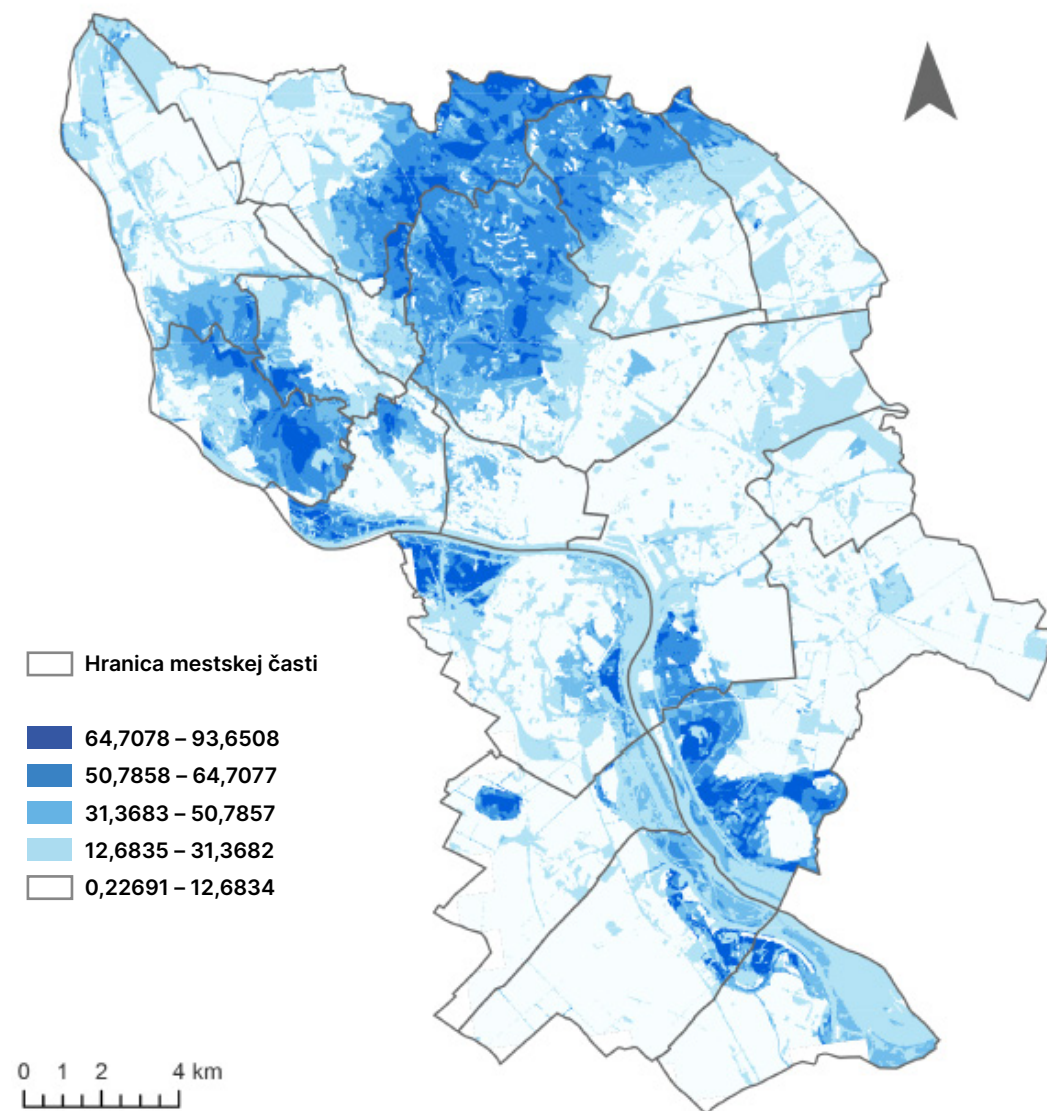 Hranica mestskej časti
64,7078 – 93,6508
50,7858 – 64,7077
31,3683 – 50,7857
12,6835 – 31,3682
0,22691 – 12,6834
0 1 2 4 km